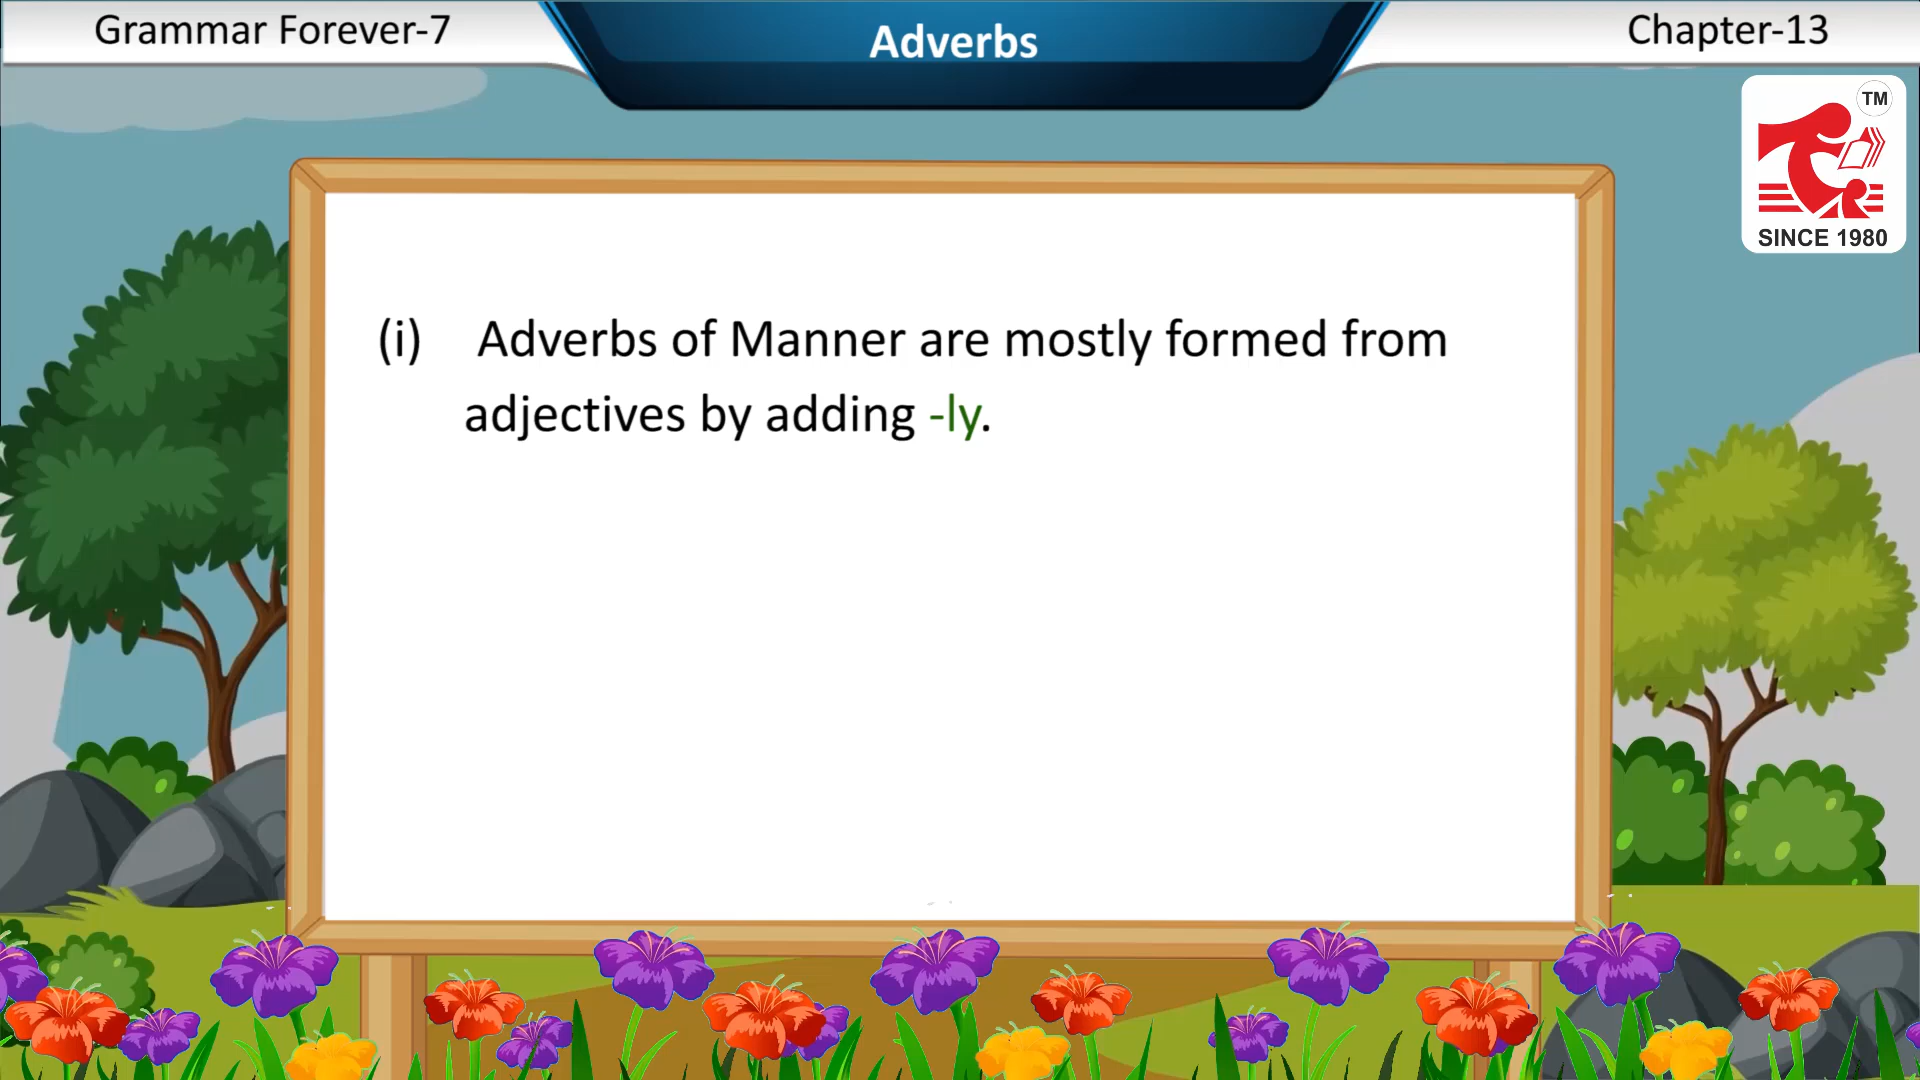 Grammar Forever-7
Adverbs
Chapter-13
TM
SINCE 1980
(i) Adverbs of Manner are mostly formed from
adjectives by adding -ly.